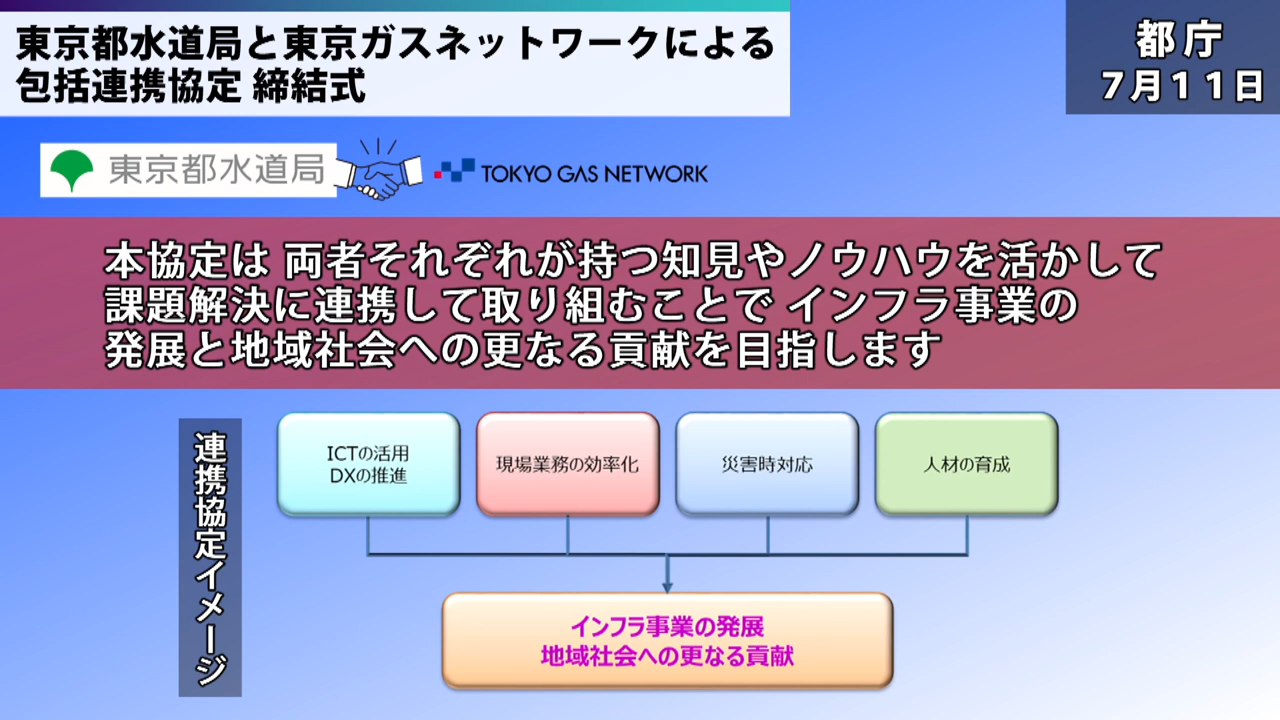 東京都水道局と東京ガスネットワークによる
包括連携協定 締結式
都庁
7月11日
東京都水道局
TOKYO GAS NETWORK
本協定は 両者それぞれが持つ知見やノウハウを活かして
課題解決に連携して取り組むことで インフラ事業の
発展と地域社会への更なる貢献を目指します
連携協定イメージ
ICTの活用
DXの推進
現場業務の効率化
災害時対応
人材の育成
インフラ事業の発展
地域社会への更なる貢献